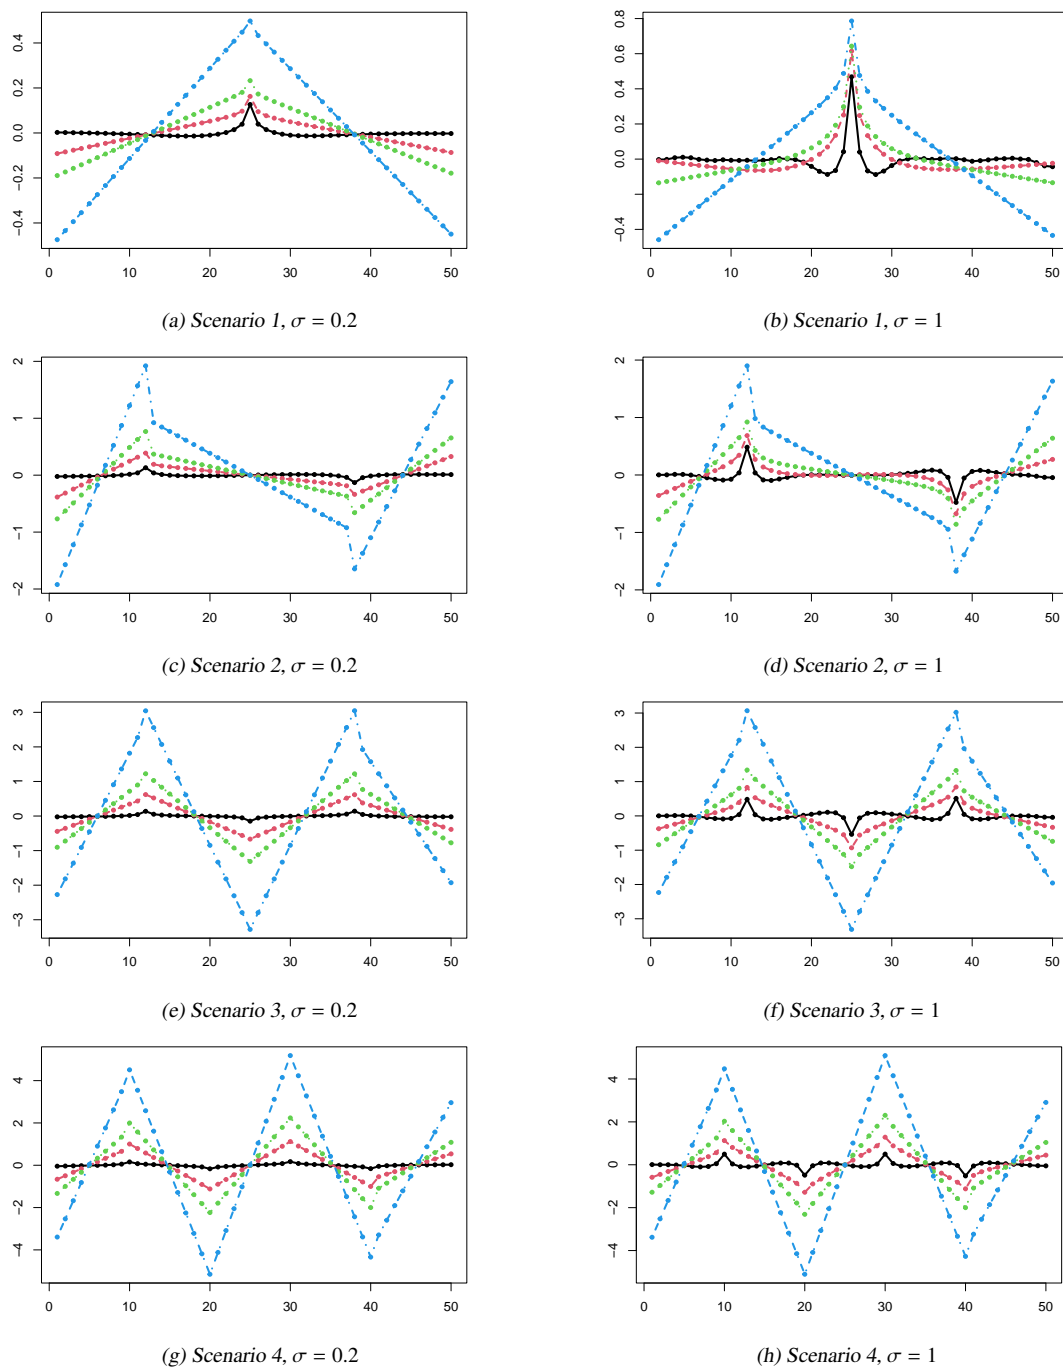 0.4
0.2
0.0
−0.2
−0.4
0 10 20 30 40 50
(a) Scenario 1, σ = 0.2
0.8
0.6
0.4
0.2
0.0
−0.4
0 10 20 30 40 50
(b) Scenario 1, σ = 1
2
1
0
−1
−2
0 10 20 30 40 50
(c) Scenario 2, σ = 0.2
2
1
0
−1
−2
0 10 20 30 40 50
(d) Scenario 2, σ = 1
3
2
1
0
−1
−2
−3
0 10 20 30 40 50
(e) Scenario 3, σ = 0.2
3
2
1
0
−1
−2
−3
0 10 20 30 40 50
(f) Scenario 3, σ = 1
4
2
0
−2
−4
0 10 20 30 40 50
(g) Scenario 4, σ = 0.2
4
2
0
−2
−4
0 10 20 30 40 50
(h) Scenario 4, σ = 1